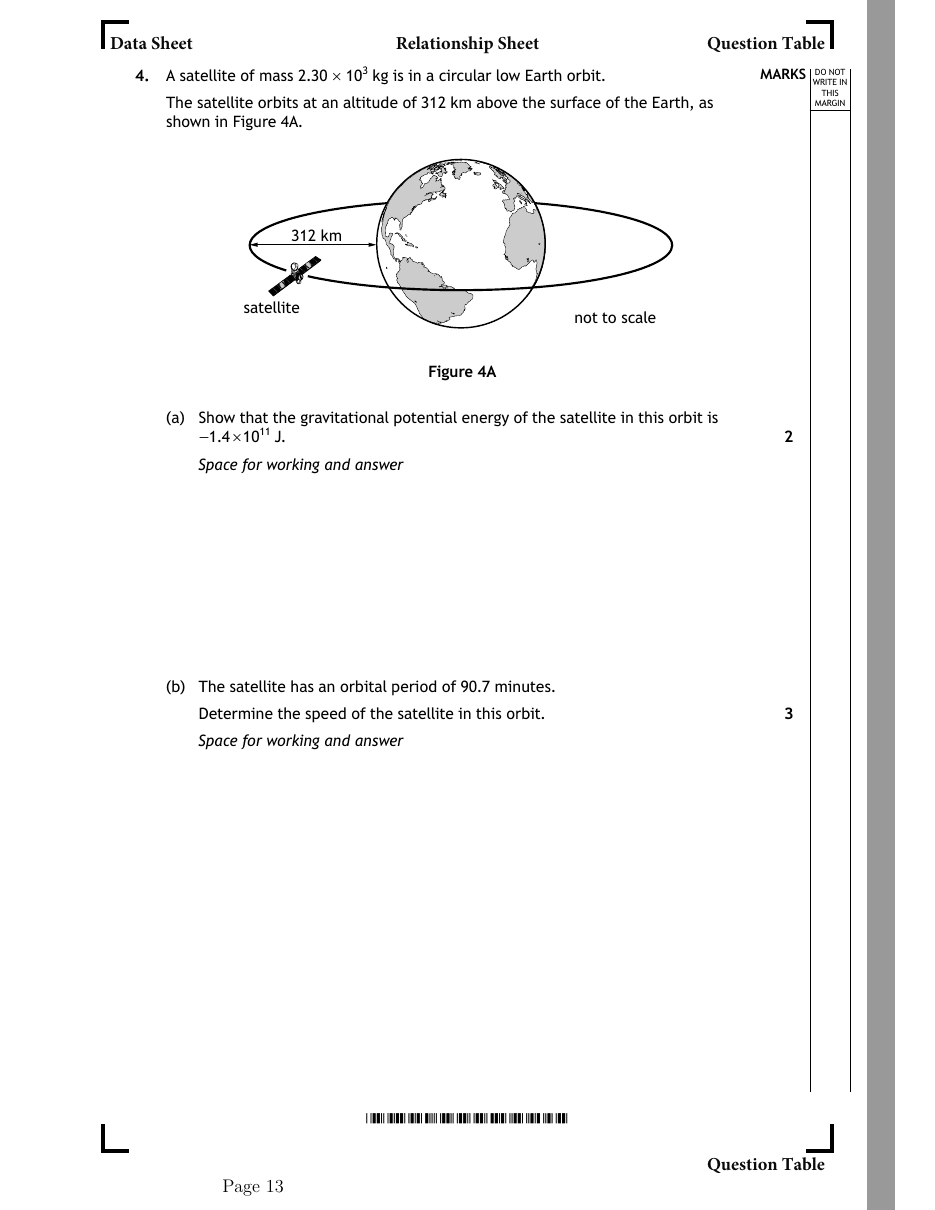 Data Sheet Relationship Sheet Question Table
4. A satellite of mass 2.30 × 10³ kg is in a circular low Earth orbit. MARKS
DO NOT
WRITE IN
THIS
MARGIN
The satellite orbits at an altitude of 312 km above the surface of the Earth, as
shown in Figure 4A.
312 km
satellite
not to scale
Figure 4A
(a) Show that the gravitational potential energy of the satellite in this orbit is
−1.4×10¹¹ J. 2
Space for working and answer
(b) The satellite has an orbital period of 90.7 minutes.
Determine the speed of the satellite in this orbit. 3
Space for working and answer
Question Table
Page 13